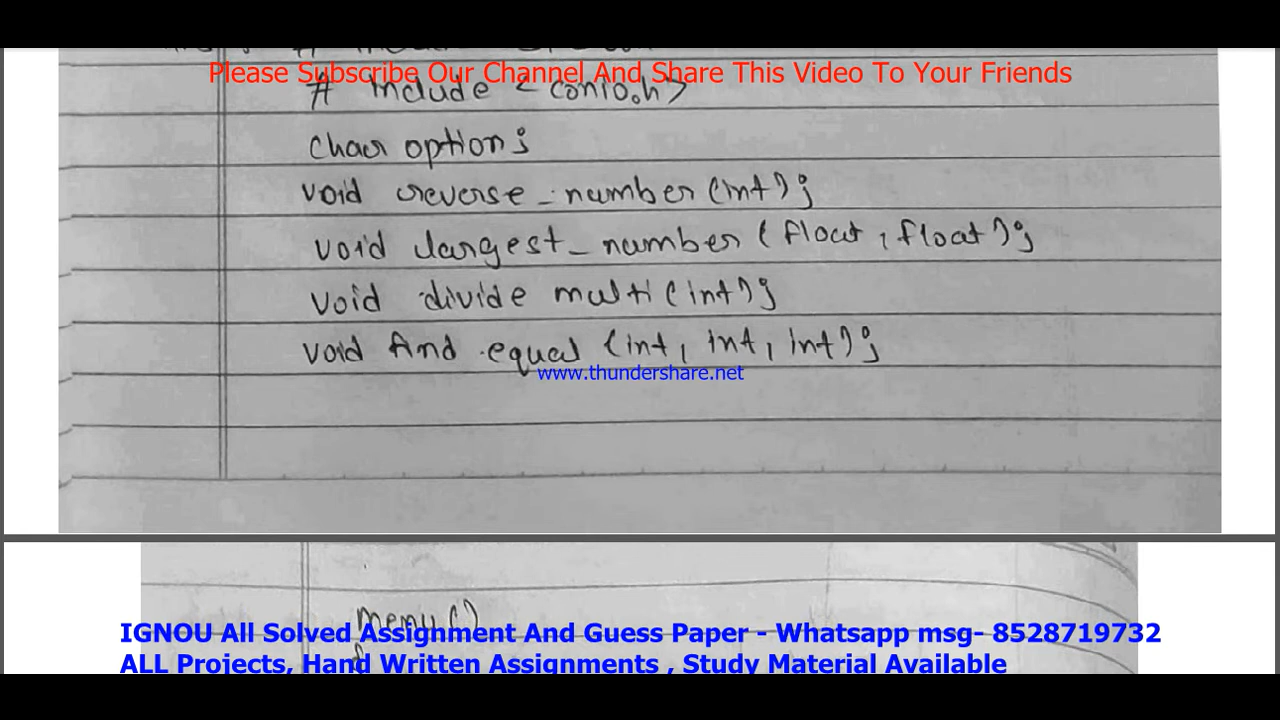 Please Subscribe Our Channel And Share This Video To Your Friends
# include < conio.h >
char option;
void reverse_number (int);
void largest_number (float, float);
void divide multi (int);
void find equal (int, int, int);
www.thundershare.net
menu()
IGNOU All Solved Assignment And Guess Paper - Whatsapp msg- 8528719732
ALL Projects, Hand Written Assignments , Study Material Available